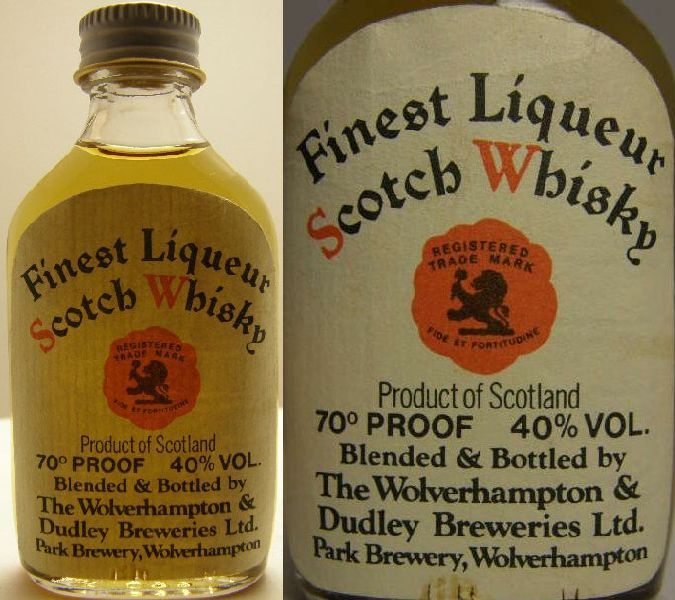 Finest Liqueur
Scotch Whisky
REGISTERED
TRADE MARK
FIDE ET FORTITUDINE
Product of Scotland
70º PROOF 40% VOL.
Blended & Bottled by
The Wolverhampton &
Dudley Breweries Ltd.
Park Brewery, Wolverhampton
Finest Liqueur
Scotch Whisky
REGISTERED
TRADE MARK
FIDE ET FORTITUDINE
Product of Scotland
70º PROOF 40% VOL.
Blended & Bottled by
The Wolverhampton &
Dudley Breweries Ltd.
Park Brewery, Wolverhampton